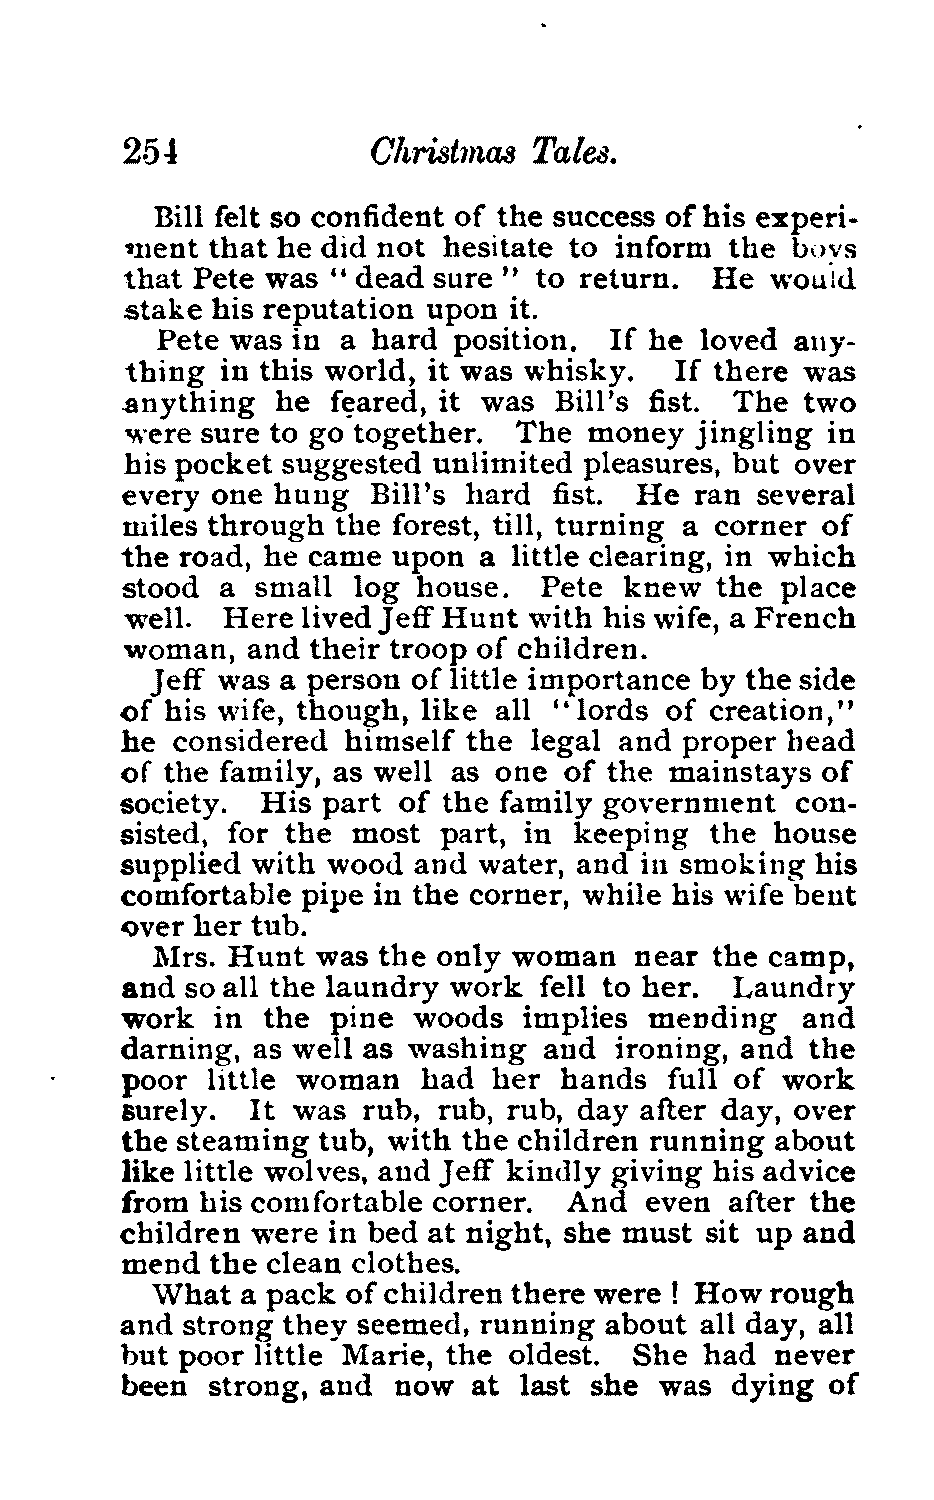 254 Christmas Tales.
Bill felt so confident of the success of his experi-
ment that he did not hesitate to inform the boys
that Pete was " dead sure " to return. He would
stake his reputation upon it.
Pete was in a hard position. If he loved any-
thing in this world, it was whisky. If there was
anything he feared, it was Bill's fist. The two
were sure to go together. The money jingling in
his pocket suggested unlimited pleasures, but over
every one hung Bill's hard fist. He ran several
miles through the forest, till, turning a corner of
the road, he came upon a little clearing, in which
stood a small log house. Pete knew the place
well. Here lived Jeff Hunt with his wife, a French
woman, and their troop of children.
Jeff was a person of little importance by the side
of his wife, though, like all "lords of creation,"
he considered himself the legal and proper head
of the family, as well as one of the mainstays of
society. His part of the family government con-
sisted, for the most part, in keeping the house
supplied with wood and water, and in smoking his
comfortable pipe in the corner, while his wife bent
over her tub.
Mrs. Hunt was the only woman near the camp,
and so all the laundry work fell to her. Laundry
work in the pine woods implies mending and
darning, as well as washing and ironing, and the
poor little woman had her hands full of work
surely. It was rub, rub, rub, day after day, over
the steaming tub, with the children running about
like little wolves, and Jeff kindly giving his advice
from his comfortable corner. And even after the
children were in bed at night, she must sit up and
mend the clean clothes.
What a pack of children there were ! How rough
and strong they seemed, running about all day, all
but poor little Marie, the oldest. She had never
been strong, and now at last she was dying of